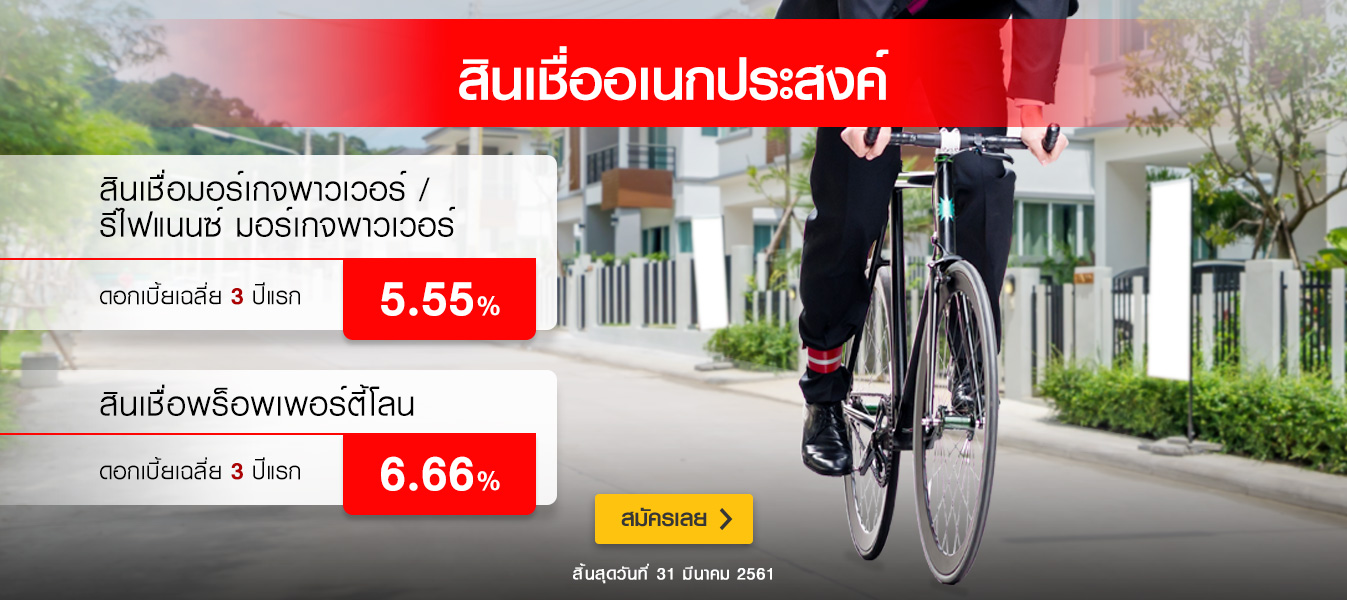 สินเชื่ออเนกประสงค์
สินเชื่อมอร์เกจพาวเวอร์ /
รีไฟแนนซ์ มอร์เกจพาวเวอร์
ดอกเบี้ยเฉลี่ย 3 ปีแรก
5.55%
สินเชื่อพร็อพเพอร์ตี้โลน
ดอกเบี้ยเฉลี่ย 3 ปีแรก
6.66%
สมัครเลย
สิ้นสุดวันที่ 31 มีนาคม 2561